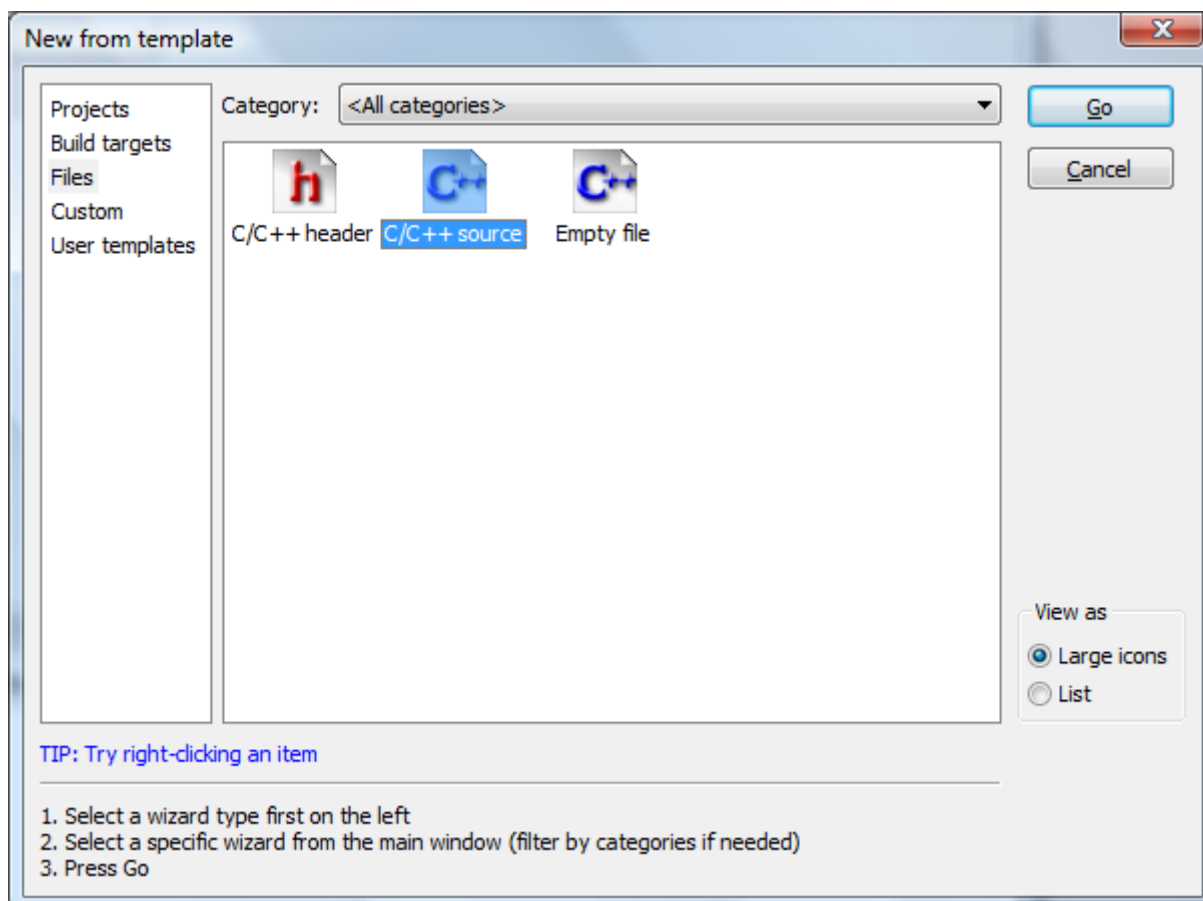 New from template
Projects
Build targets
Files
Custom
User templates
Category: <All categories>
Go
Cancel
h
C++
C++
C/C++ header
C/C++ source
Empty file
View as
Large icons
List
TIP: Try right-clicking an item
1. Select a wizard type first on the left
2. Select a specific wizard from the main window (filter by categories if needed)
3. Press Go